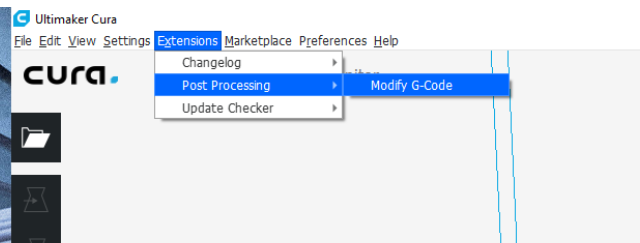 Ultimaker Cura
File Edit View Settings Extensions Marketplace Preferences Help
cura.
Changelog
Post Processing
Modify G-Code
Update Checker